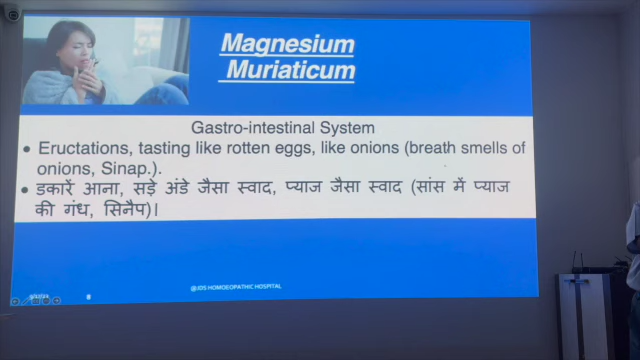 Magnesium
Muriaticum
Gastro-intestinal System
• Eructations, tasting like rotten eggs, like onions (breath smells of
onions, Sinap.).
• डकारें आना, सड़े अंडे जैसा स्वाद, प्याज जैसा स्वाद (सांस में प्याज
की गंध, सिनैप)।
8
@JDS HOMOEOPATHIC HOSPITAL